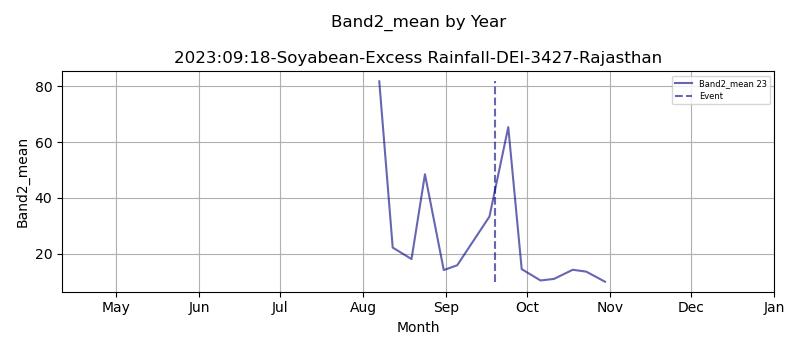 Band2_mean by Year
2023:09:18-Soyabean-Excess Rainfall-DEI-3427-Rajasthan
Band2_mean 23
Event
80
60
40
20
Band2_mean
May Jun Jul Aug Sep Oct Nov Dec Jan
Month